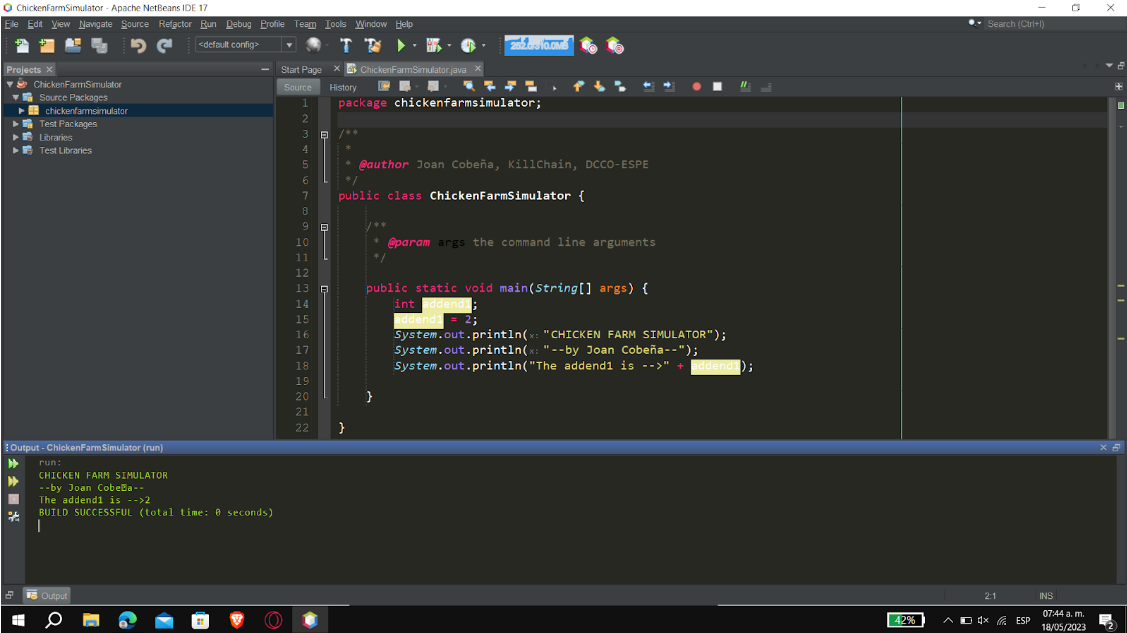 ChickenFarmSimulator - Apache NetBeans IDE 17
File Edit View Navigate Source Refactor Run Debug Profile Team Tools Window Help
Search (Ctrl+I)
<default config>
Projects
Start Page ChickenFarmSimulator.java
ChickenFarmSimulator
Source Packages
chickenfarmsimulator
Test Packages
Libraries
Test Libraries
Source History
1 package chickenfarmsimulator;
2
3 /**
4 *
5 * @author Joan Cobeña, KillChain, DCCO-ESPE
6 */
7 public class ChickenFarmSimulator {
8
9 /**
10 * @param args the command line arguments
11 */
12
13 public static void main(String[] args) {
14 int addend1;
15 addend1 = 2;
16 System.out.println(x: "CHICKEN FARM SIMULATOR");
17 System.out.println(x: "--by Joan Cobeña--");
18 System.out.println("The addend1 is -->" + addend1);
19
20 }
21
22 }
Output - ChickenFarmSimulator (run)
run:
CHICKEN FARM SIMULATOR
--by Joan Cobe�a--
The addend1 is -->2
BUILD SUCCESSFUL (total time: 0 seconds)
Output
2:1 INS
42%
ESP
07:44 a. m.
18/05/2023
2